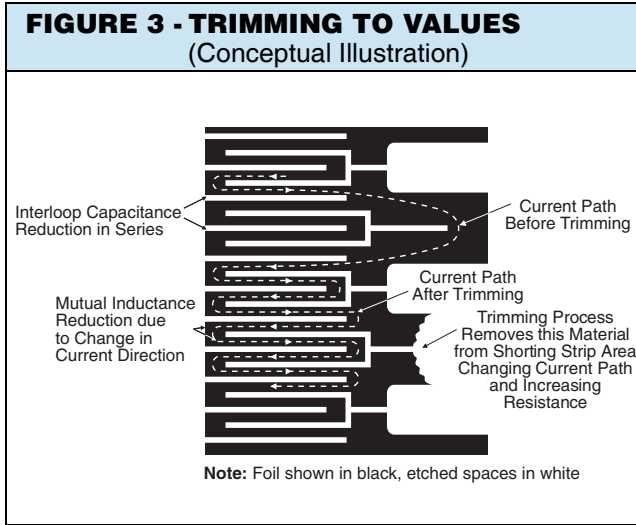 FIGURE 3 - TRIMMING TO VALUES
(Conceptual Illustration)
Interloop Capacitance
Reduction in Series
Current Path
Before Trimming
Mutual Inductance
Reduction due
to Change in
Current Direction
Current Path
After Trimming
Trimming Process
Removes this Material
from Shorting Strip Area
Changing Current Path
and Increasing
Resistance
Note: Foil shown in black, etched spaces in white